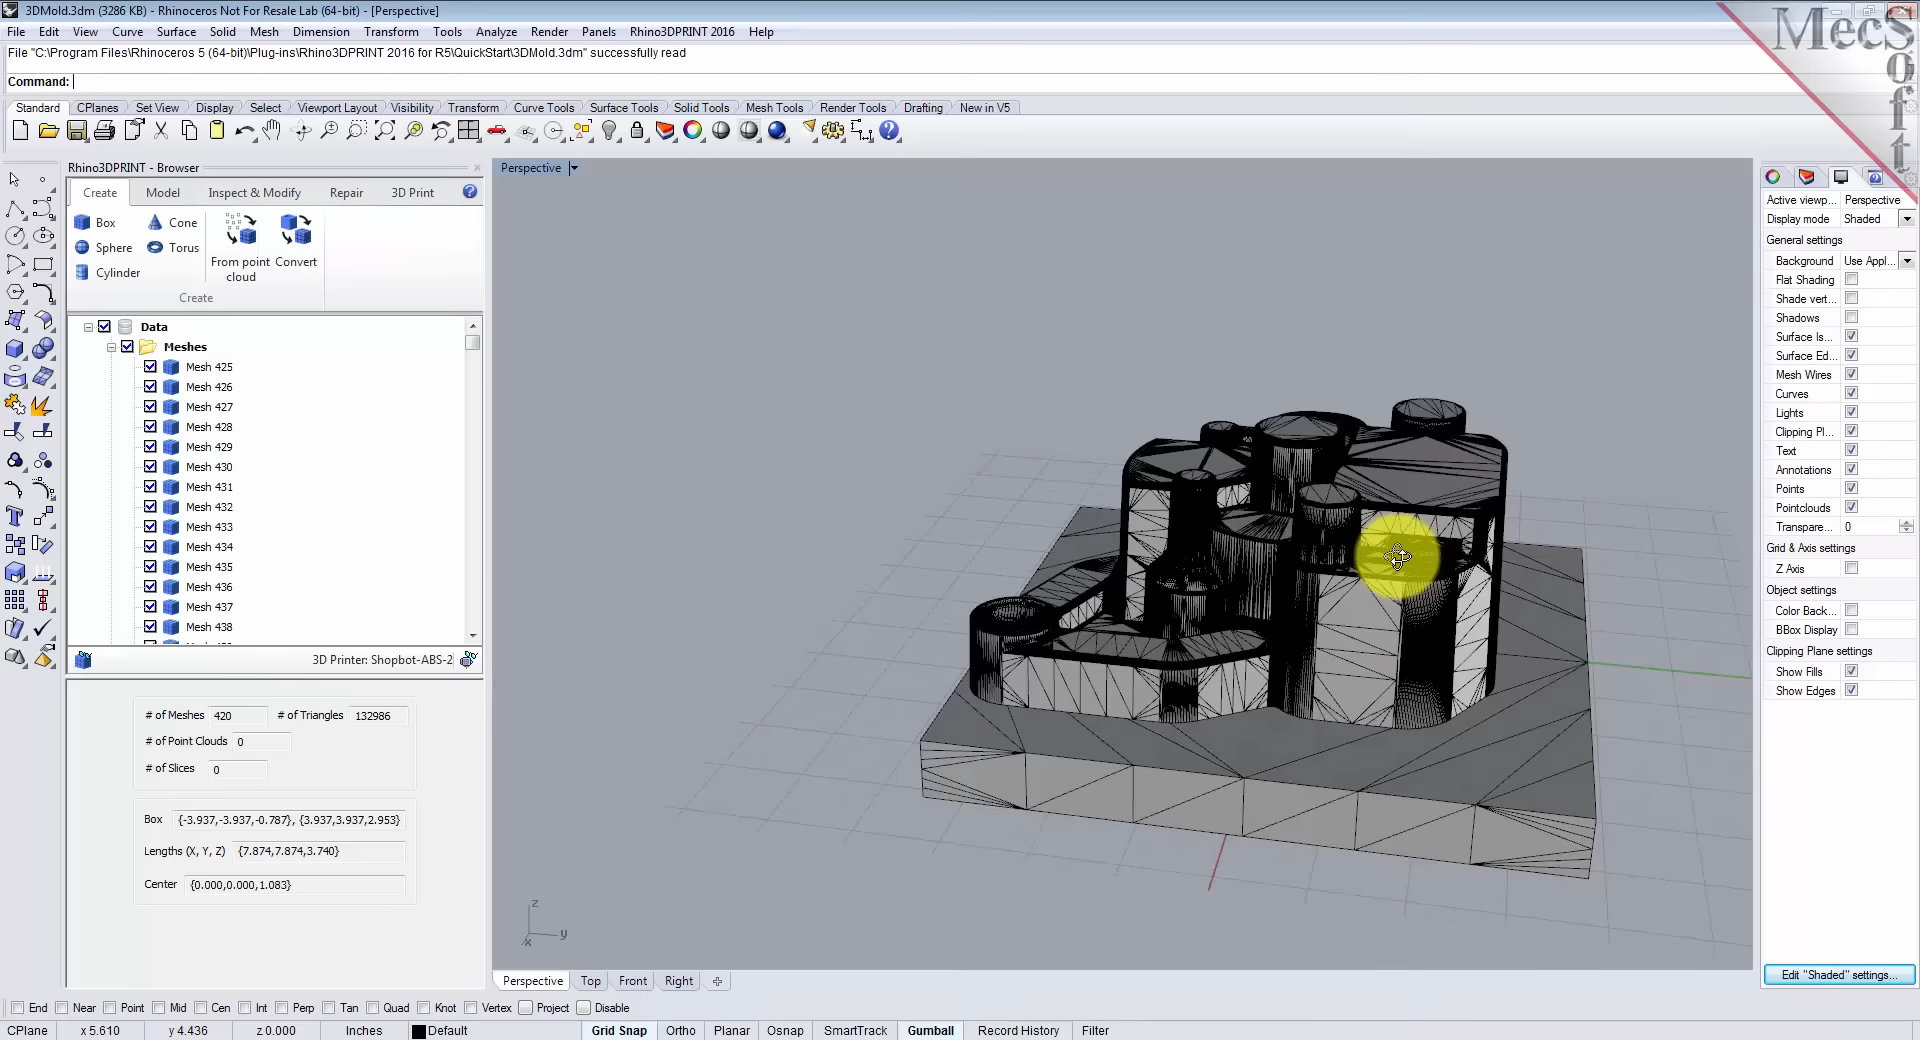 3DMold.3dm (3286 KB) - Rhinoceros Not For Resale Lab (64-bit) - [Perspective]
File Edit View Curve Surface Solid Mesh Dimension Transform Tools Analyze Render Panels Rhino3DPRINT 2016 Help
File "C:\Program Files\Rhinoceros 5 (64-bit)\Plug-ins\Rhino3DPRINT 2016 for R5\QuickStart\3DMold.3dm" successfully read
Command:
MecSoft
Standard CPlanes Set View Display Select Viewport Layout Visibility Transform Curve Tools Surface Tools Solid Tools Mesh Tools Render Tools Drafting New in V5
Rhino3DPRINT - Browser
Create Model Inspect & Modify Repair 3D Print
Box Cone
Sphere Torus
Cylinder
From point cloud
Convert
Create
Data
Meshes
Mesh 425
Mesh 426
Mesh 427
Mesh 428
Mesh 429
Mesh 430
Mesh 431
Mesh 432
Mesh 433
Mesh 434
Mesh 435
Mesh 436
Mesh 437
Mesh 438
3D Printer: Shopbot-ABS-2
# of Meshes 420 # of Triangles 132986
# of Point Clouds 0
# of Slices 0
Box {-3.937,-3.937,-0.787}, {3.937,3.937,2.953}
Lengths (X, Y, Z) {7.874,7.874,3.740}
Center {0.000,0.000,1.083}
Perspective
z
x y
Perspective Top Front Right
Active viewp... Perspective
Display mode Shaded
General settings
Background Use Appl...
Flat Shading
Shade vert...
Shadows
Surface Is...
Surface Ed...
Mesh Wires
Curves
Lights
Clipping Pl...
Text
Annotations
Points
Pointclouds
Transpare... 0
Grid & Axis settings
Z Axis
Object settings
Color Back...
BBox Display
Clipping Plane settings
Show Fills
Show Edges
Edit "Shaded" settings...
End Near Point Mid Cen Int Perp Tan Quad Knot Vertex Project Disable
CPlane x 5.610 y 4.436 z 0.000 Inches Default Grid Snap Ortho Planar Osnap SmartTrack Gumball Record History Filter